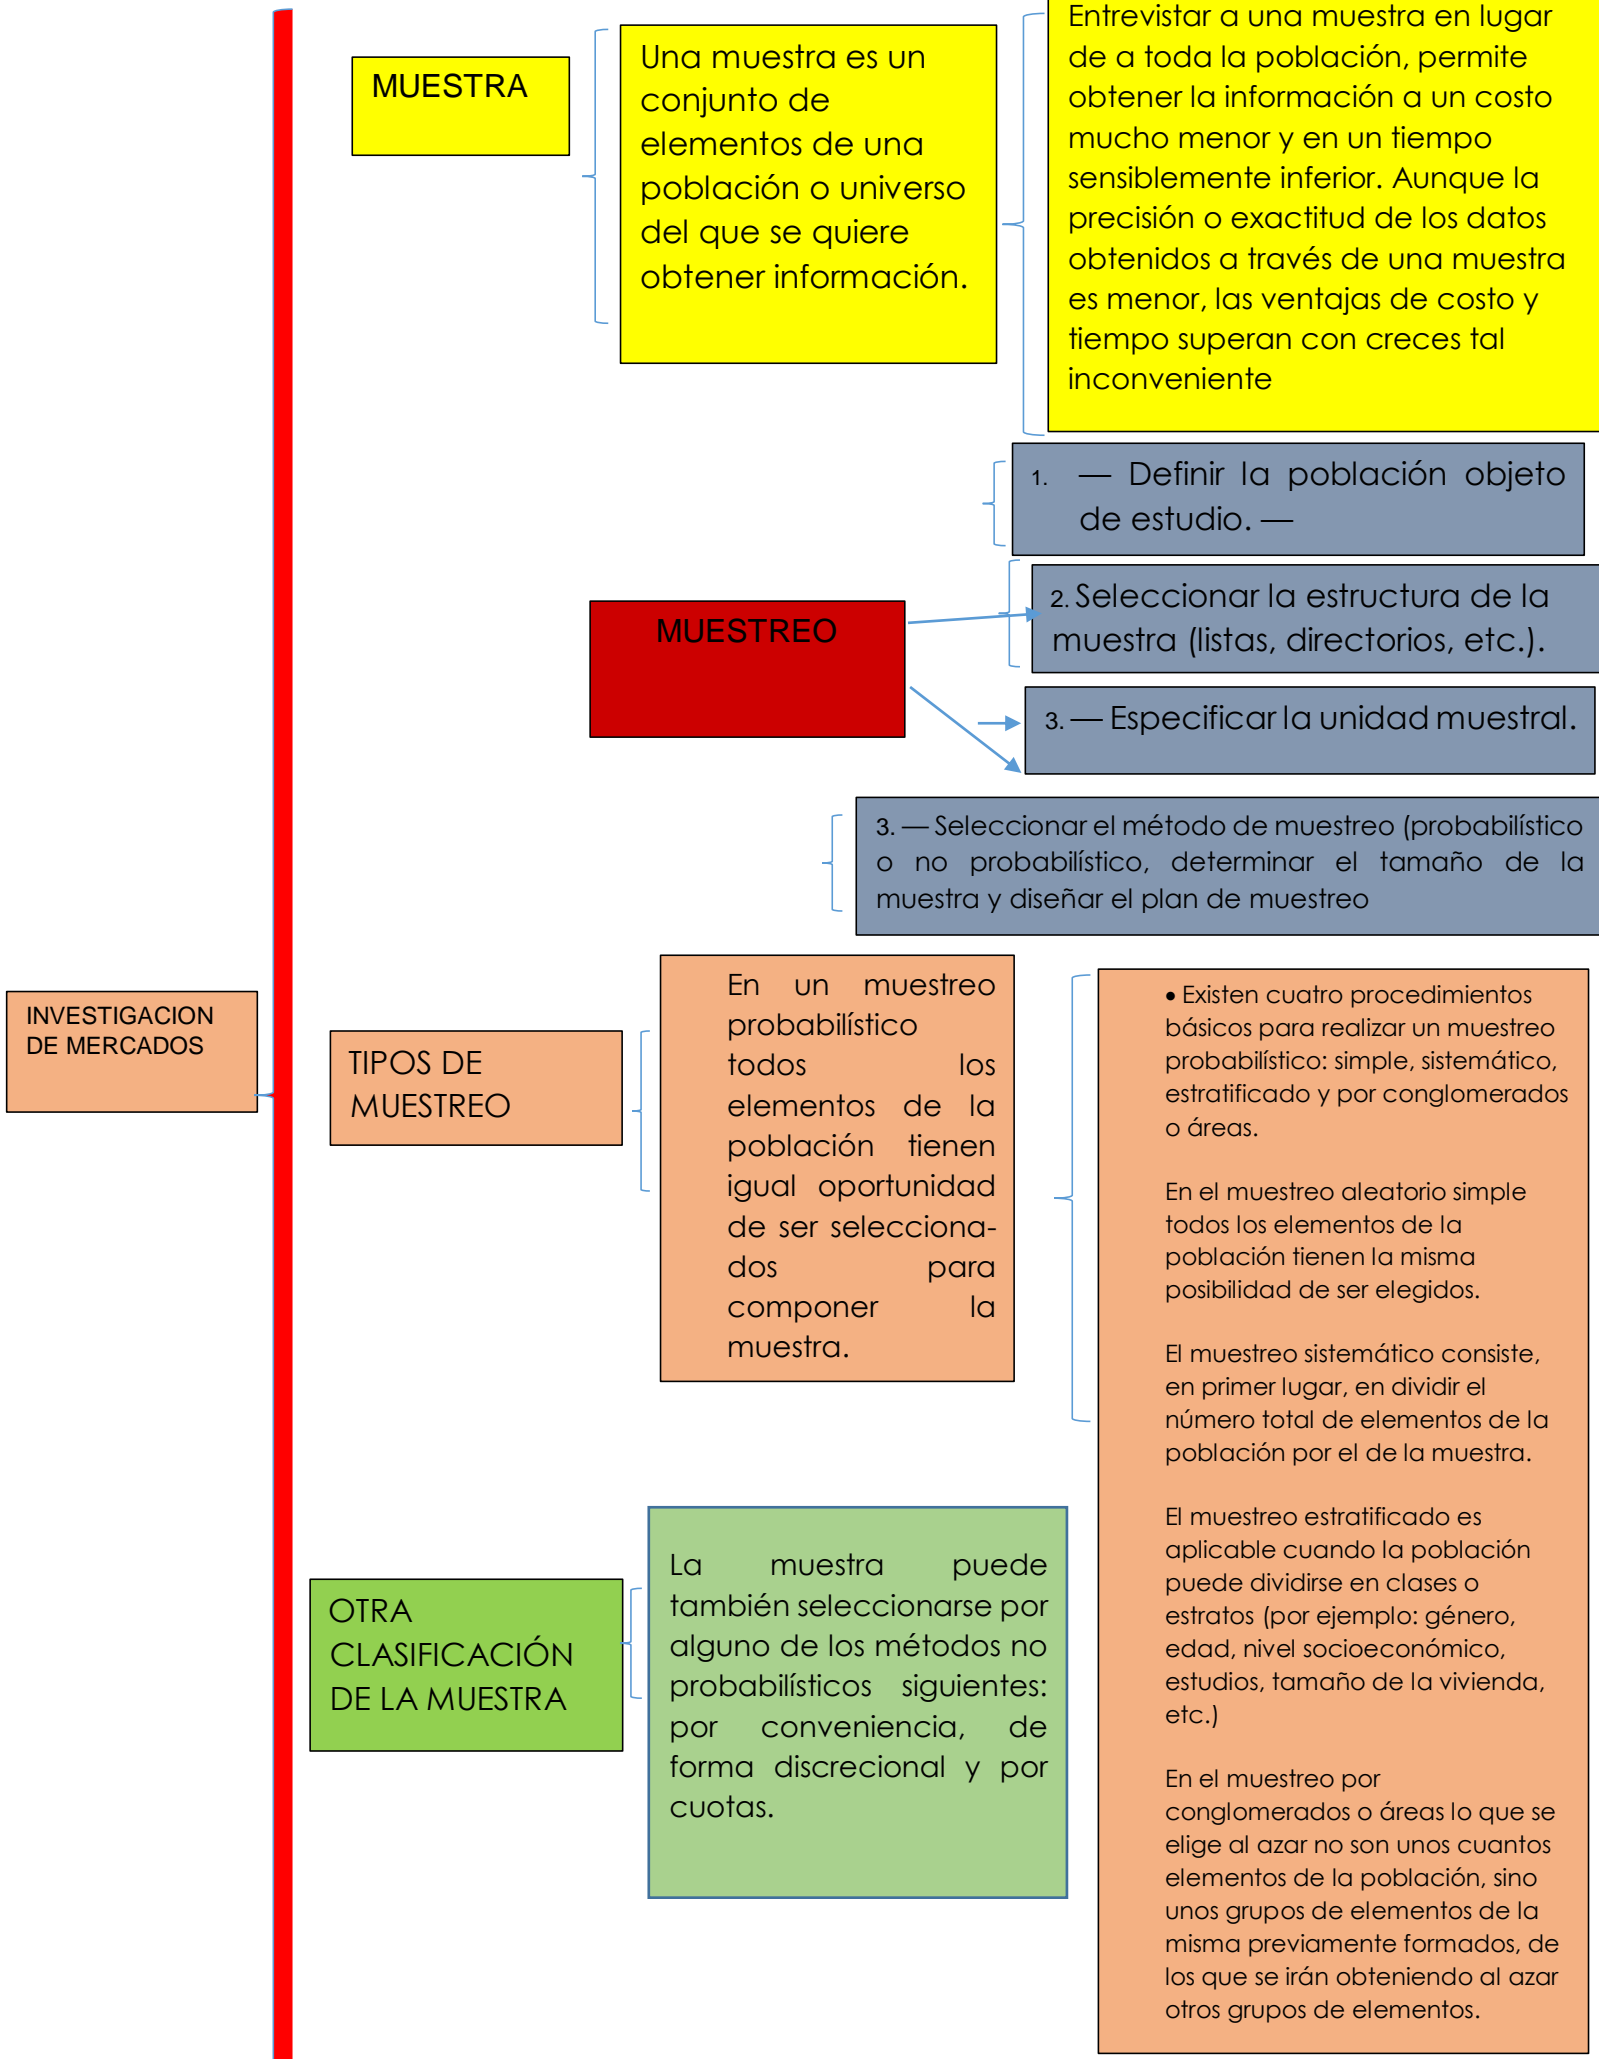 MUESTRA
Una muestra es un
conjunto de
elementos de una
población o universo
del que se quiere
obtener información.
Entrevistar a una muestra en lugar
de a toda la población, permite
obtener la información a un costo
mucho menor y en un tiempo
sensiblemente inferior. Aunque la
precisión o exactitud de los datos
obtenidos a través de una muestra
es menor, las ventajas de costo y
tiempo superan con creces tal
inconveniente
MUESTREO
1. — Definir la población objeto
de estudio. —
2. Seleccionar la estructura de la
muestra (listas, directorios, etc.).
3. — Especificar la unidad muestral.
3. — Seleccionar el método de muestreo (probabilístico
o no probabilístico, determinar el tamaño de la
muestra y diseñar el plan de muestreo
INVESTIGACION
DE MERCADOS
TIPOS DE
MUESTREO
En un muestreo
probabilístico
todos los
elementos de la
población tienen
igual oportunidad
de ser selecciona-
dos para
componer la
muestra.
• Existen cuatro procedimientos
básicos para realizar un muestreo
probabilístico: simple, sistemático,
estratificado y por conglomerados
o áreas.
En el muestreo aleatorio simple
todos los elementos de la
población tienen la misma
posibilidad de ser elegidos.
El muestreo sistemático consiste,
en primer lugar, en dividir el
número total de elementos de la
población por el de la muestra.
El muestreo estratificado es
aplicable cuando la población
puede dividirse en clases o
estratos (por ejemplo: género,
edad, nivel socioeconómico,
estudios, tamaño de la vivienda,
etc.)
En el muestreo por
conglomerados o áreas lo que se
elige al azar no son unos cuantos
elementos de la población, sino
unos grupos de elementos de la
misma previamente formados, de
los que se irán obteniendo al azar
otros grupos de elementos.
OTRA
CLASIFICACIÓN
DE LA MUESTRA
La muestra puede
también seleccionarse por
alguno de los métodos no
probabilísticos siguientes:
por conveniencia, de
forma discrecional y por
cuotas.